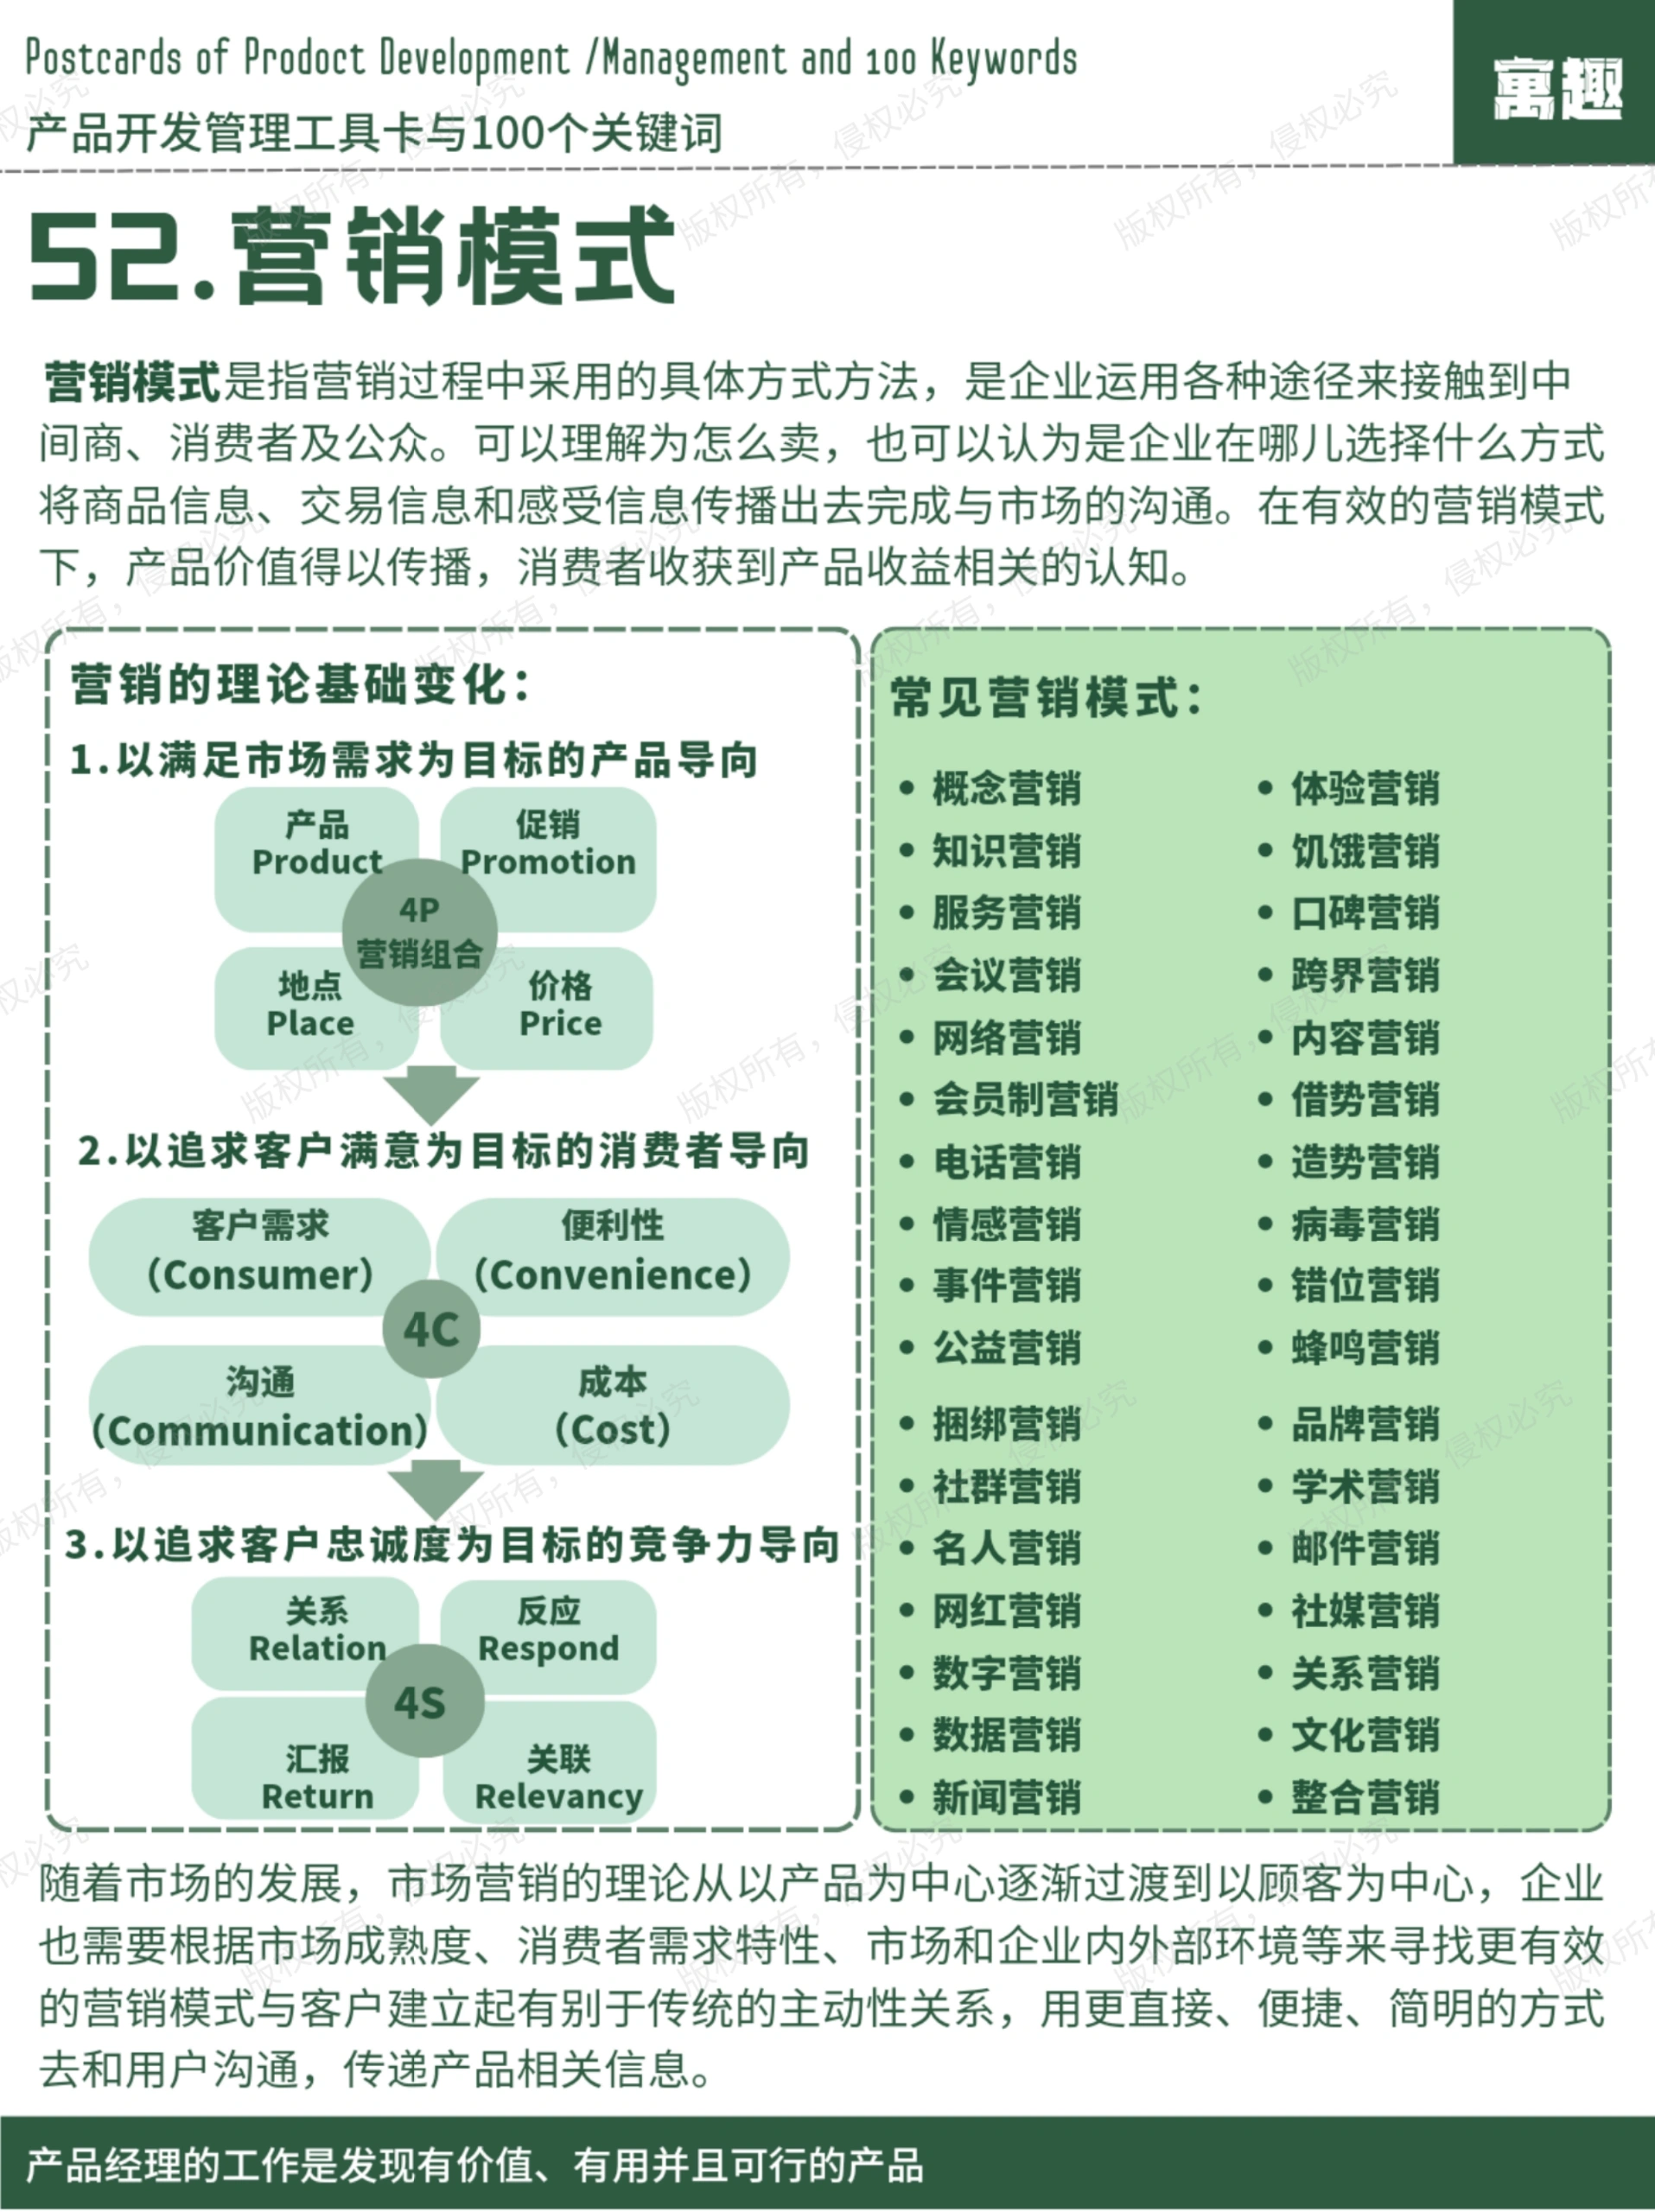 Postcards of Prodoct Development /Management and 100 Keywords
产品开发管理工具卡与100个关键词
萬趣
52.营销模式
营销模式是指营销过程中采用的具体方式方法，是企业运用各种途径来接触到中
间商、消费者及公众。可以理解为怎么卖，也可以认为是企业在哪儿选择什么方式
将商品信息、交易信息和感受信息传播出去完成与市场的沟通。在有效的营销模式
下，产品价值得以传播，消费者收获到产品收益相关的认知。
营销的理论基础变化：
1.以满足市场需求为目标的产品导向
产品
Product
促销
Promotion
4P
营销组合
地点
Place
价格
Price
2.以追求客户满意为目标的消费者导向
客户需求
（Consumer）
便利性
（Convenience）
4C
沟通
（Communication）
成本
（Cost）
3.以追求客户忠诚度为目标的竞争力导向
关系
Relation
反应
Respond
4S
汇报
Return
关联
Relevancy
常见营销模式：
• 概念营销
• 知识营销
• 服务营销
• 会议营销
• 网络营销
• 会员制营销
• 电话营销
• 情感营销
• 事件营销
• 公益营销
• 捆绑营销
• 社群营销
• 名人营销
• 网红营销
• 数字营销
• 数据营销
• 新闻营销
• 体验营销
• 饥饿营销
• 口碑营销
• 跨界营销
• 内容营销
• 借势营销
• 造势营销
• 病毒营销
• 错位营销
• 蜂鸣营销
• 品牌营销
• 学术营销
• 邮件营销
• 社媒营销
• 关系营销
• 文化营销
• 整合营销
随着市场的发展，市场营销的理论从以产品为中心逐渐过渡到以顾客为中心，企业
也需要根据市场成熟度、消费者需求特性、市场和企业内外部环境等来寻找更有效
的营销模式与客户建立起有别于传统的主动性关系，用更直接、便捷、简明的方式
去和用户沟通，传递产品相关信息。
产品经理的工作是发现有价值、有用并且可行的产品
版权所有，侵权必究